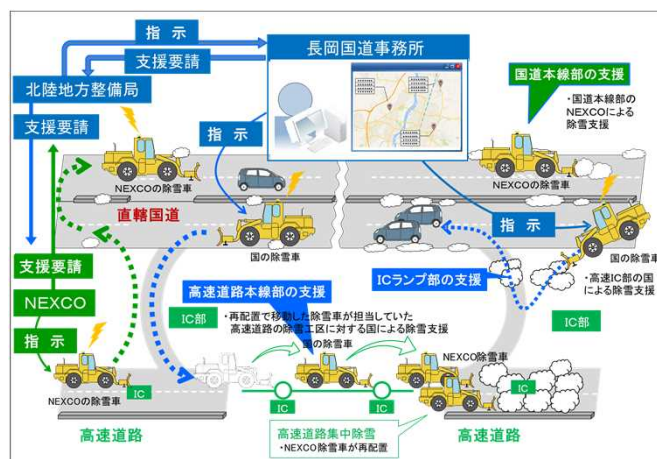 指示
支援要請
長岡国道事務所
北陸地方整備局
支援要請
指示
国道本線部の支援
・国道本線部の
NEXCOによる
除雪支援
NEXCOの除雪車
NEXCOの除雪車
直轄国道
国の除雪車
指示
国の除雪車
支援要請
NEXCO
指示
高速道路本線部の支援
ICランプ部の支援
・高速IC部の国
による除雪支援
IC部
・再配置で移動した除雪車が担当していた
高速道路の除雪工区に対する国による除雪支援
国の除雪車
IC部
NEXCO除雪車
IC
NEXCOの除雪車
IC
IC
IC
高速道路
高速道路集中除雪
・NEXCO除雪車が再配置
高速道路